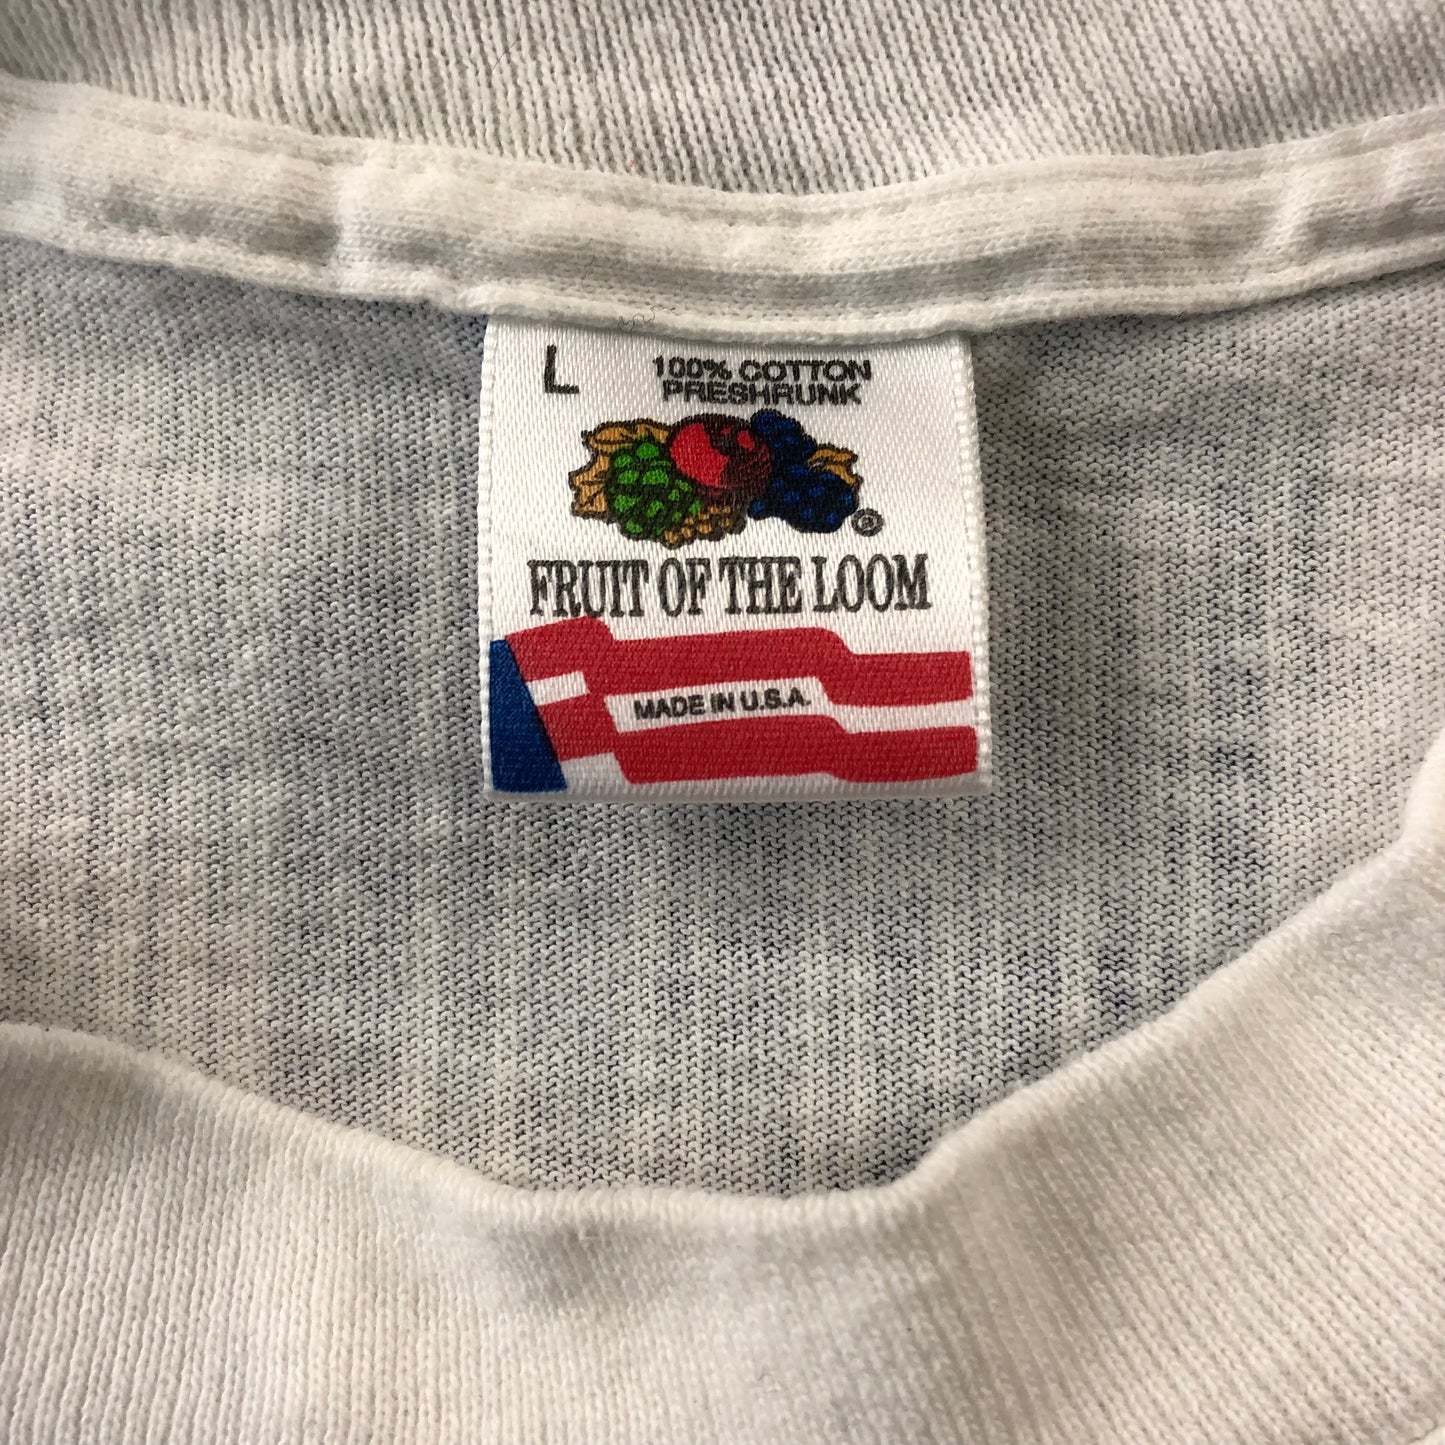 L
100% COTTON
PRESHRUNK
®
FRUIT OF THE LOOM
MADE IN U.S.A.